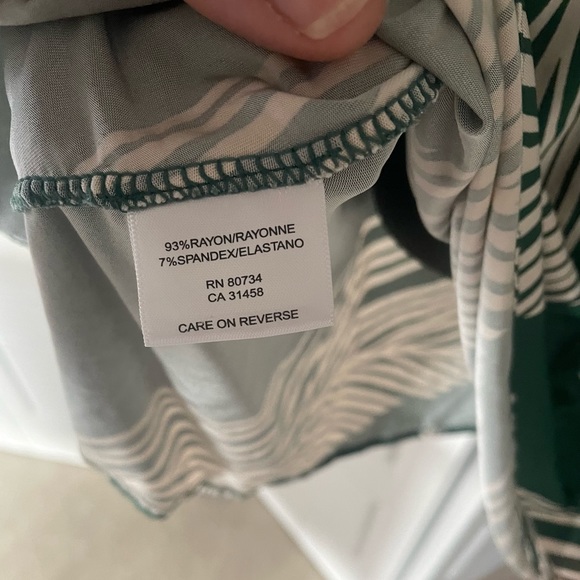 93%RAYON/RAYONNE
7%SPANDEX/ELASTANO
RN 80734
CA 31458
CARE ON REVERSE